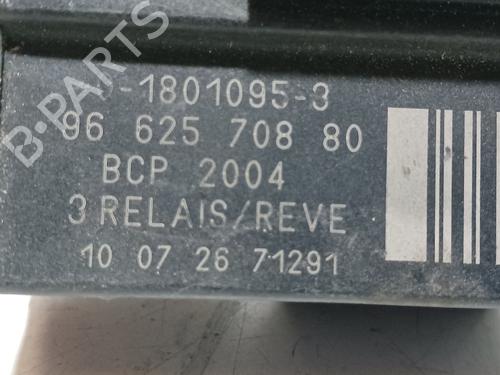 -1801095-3
96 625 708 80
BCP 2004
3 RELAIS/REVE
10 07 26 71291
B-PARTS